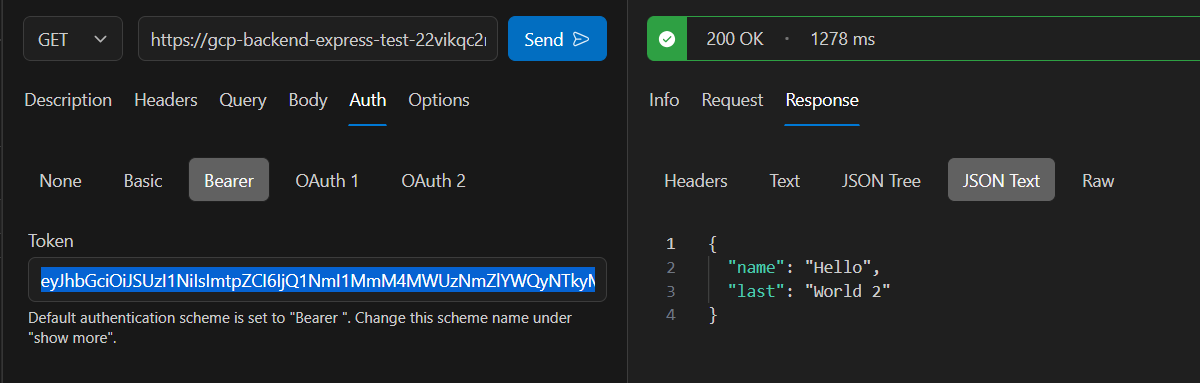 GET https://gcp-backend-express-test-22vikqc2 Send
Description Headers Query Body Auth Options
None Basic Bearer OAuth 1 OAuth 2
Token
eyJhbGciOiJSUzI1NiIsImtpZCI6IjQ1NmI1MmM4MWUzNmZlYWQyNTky
Default authentication scheme is set to "Bearer ". Change this scheme name under
"show more".
200 OK • 1278 ms
Info Request Response
Headers Text JSON Tree JSON Text Raw
1 {
2 "name": "Hello",
3 "last": "World 2"
4 }